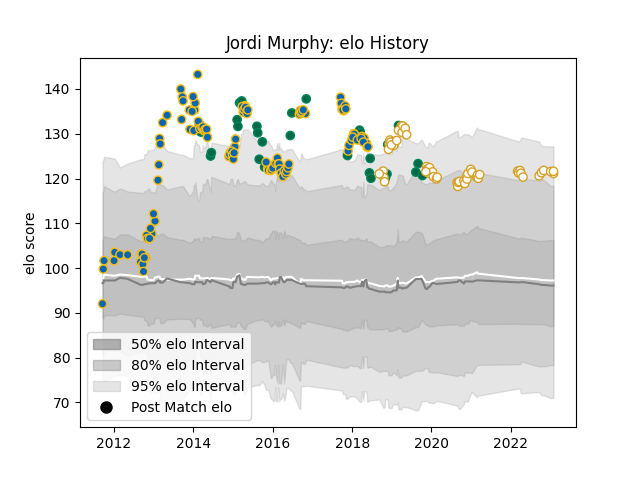 Jordi Murphy: elo History
elo score
140
130
120
110
100
90
80
70
50% elo Interval
80% elo Interval
95% elo Interval
Post Match elo
2012 2014 2016 2018 2020 2022